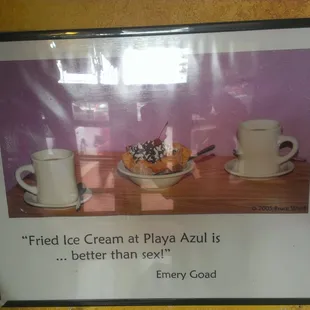 “Fried Ice Cream at Playa Azul is
... better than sex!”
Emery Goad